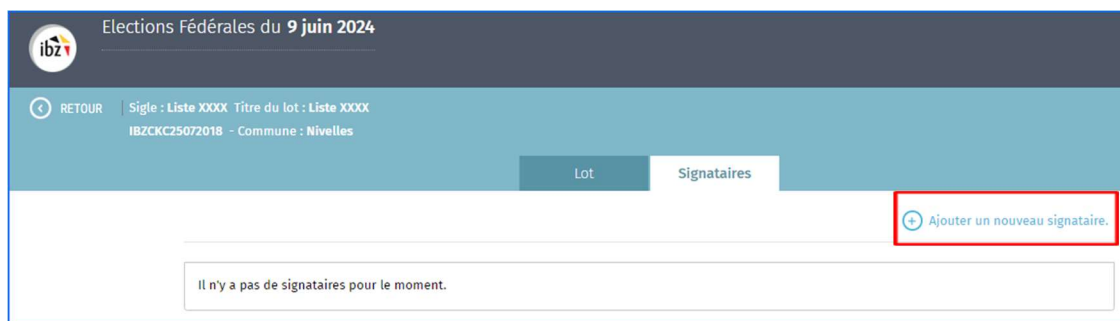 Elections Fédérales du 9 juin 2024
ibz
RETOUR
Sigle : Liste XXXX Titre du lot : Liste XXXX
IBZCKC25072018 - Commune : Nivelles
Lot
Signataires
Ajouter un nouveau signataire.
Il n'y a pas de signataires pour le moment.